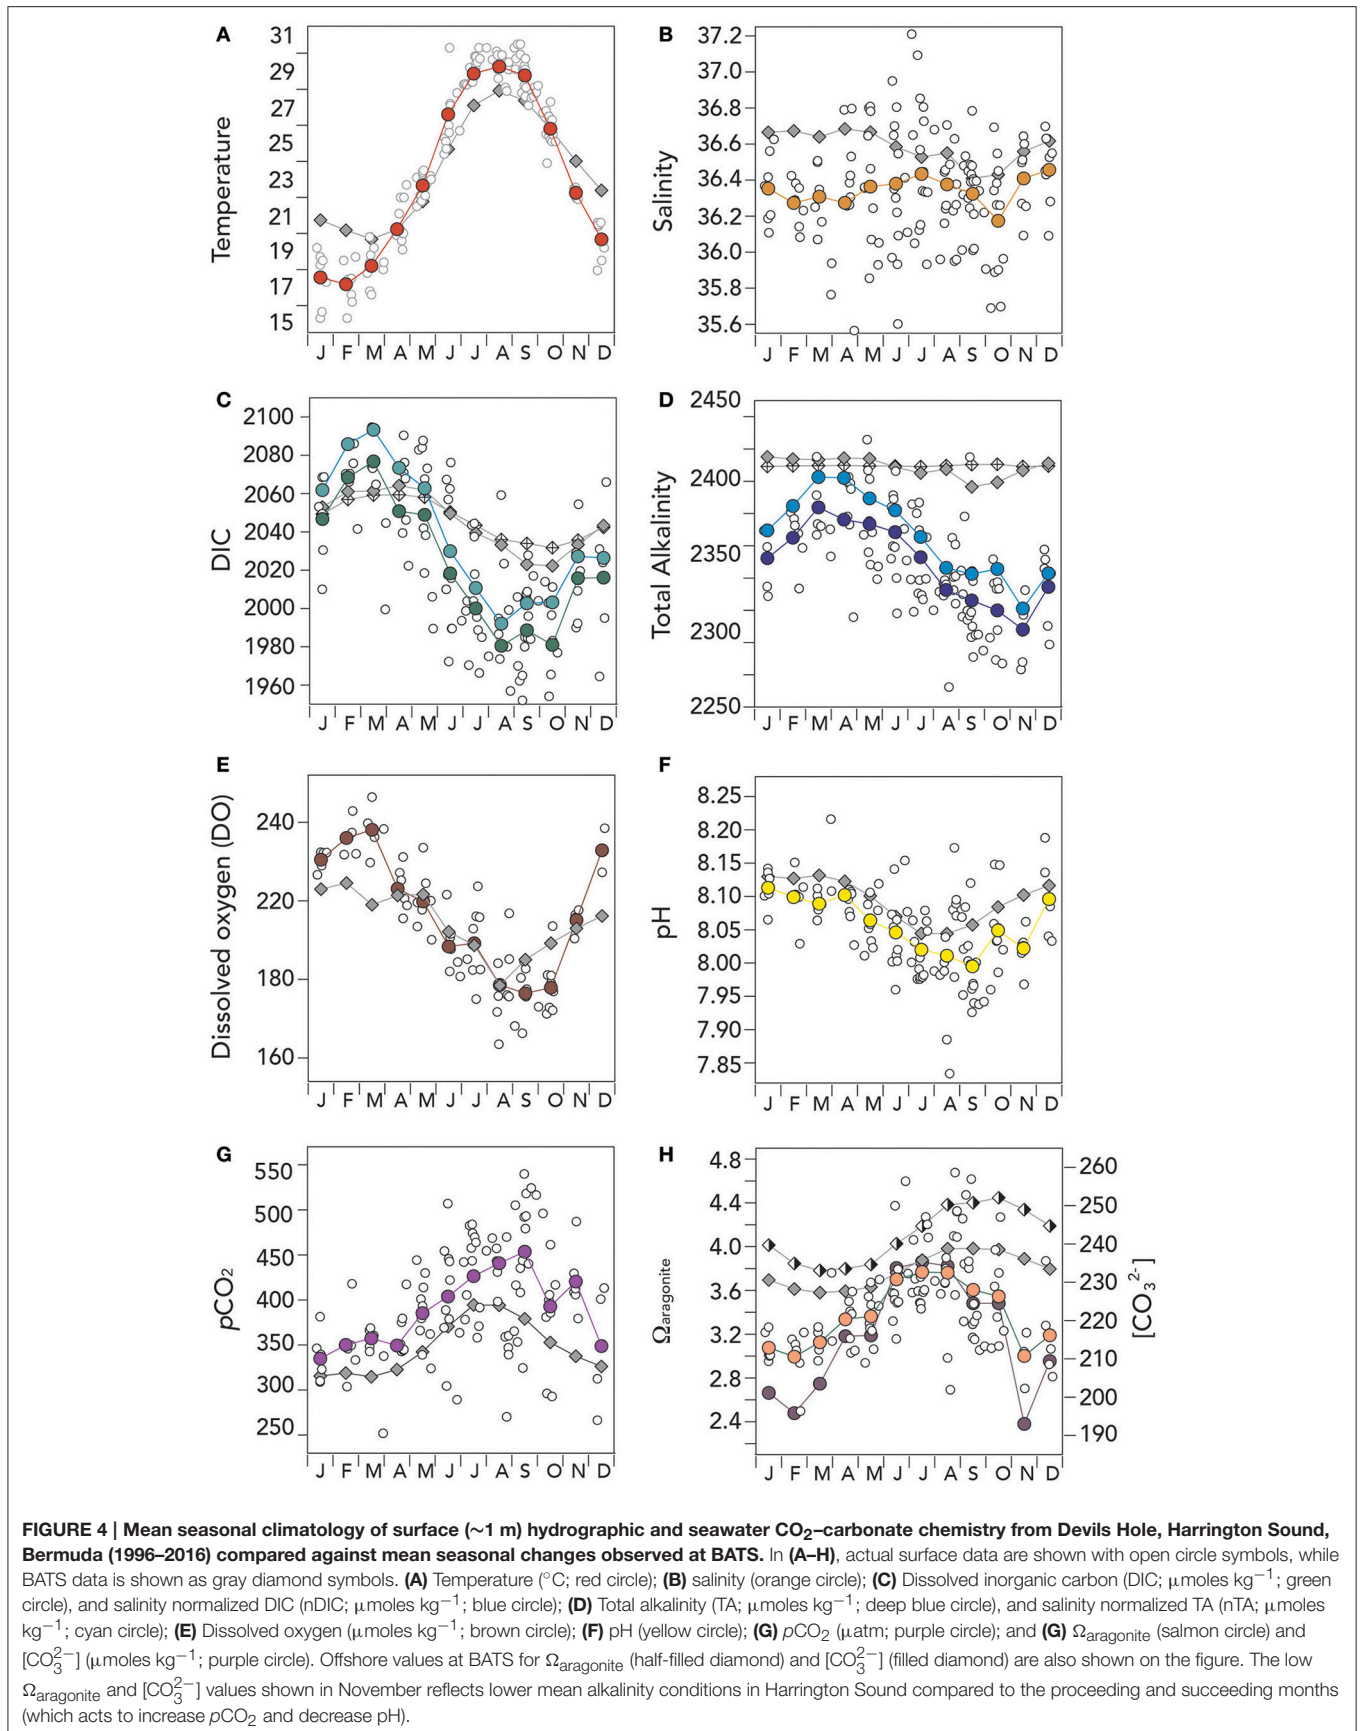 A
B
Temperature
31
29
27
25
23
21
19
17
15
J F M A M J J A S O N D
Salinity
37.2
37.0
36.8
36.6
36.4
36.2
36.0
35.8
35.6
J F M A M J J A S O N D
C
D
DIC
2100
2080
2060
2040
2020
2000
1980
1960
J F M A M J J A S O N D
Total Alkalinity
2450
2400
2350
2300
2250
J F M A M J J A S O N D
E
F
Dissolved oxygen (DO)
240
220
180
160
J F M A M J J A S O N D
pH
8.25
8.20
8.15
8.10
8.05
8.00
7.95
7.90
7.85
J F M A M J J A S O N D
G
H
pCO₂
550
500
450
400
350
300
250
J F M A M J J A S O N D
Ωaragonite
4.8
4.4
4.0
3.6
3.2
2.8
2.4
260
250
240
230
220
210
200
190
[CO₃²⁻]
J F M A M J J A S O N D
FIGURE 4 | Mean seasonal climatology of surface (∼1 m) hydrographic and seawater CO₂–carbonate chemistry from Devils Hole, Harrington Sound,
Bermuda (1996–2016) compared against mean seasonal changes observed at BATS. In (A–H), actual surface data are shown with open circle symbols, while
BATS data is shown as gray diamond symbols. (A) Temperature (°C; red circle); (B) salinity (orange circle); (C) Dissolved inorganic carbon (DIC; μmoles kg⁻¹; green
circle), and salinity normalized DIC (nDIC; μmoles kg⁻¹; blue circle); (D) Total alkalinity (TA; μmoles kg⁻¹; deep blue circle), and salinity normalized TA (nTA; μmoles
kg⁻¹; cyan circle); (E) Dissolved oxygen (μmoles kg⁻¹; brown circle); (F) pH (yellow circle); (G) pCO₂ (μatm; purple circle); and (G) Ωaragonite (salmon circle) and
[CO₃²⁻] (μmoles kg⁻¹; purple circle). Offshore values at BATS for Ωaragonite (half-filled diamond) and [CO₃²⁻] (filled diamond) are also shown on the figure. The low
Ωaragonite and [CO₃²⁻] values shown in November reflects lower mean alkalinity conditions in Harrington Sound compared to the proceeding and succeeding months
(which acts to increase pCO₂ and decrease pH).